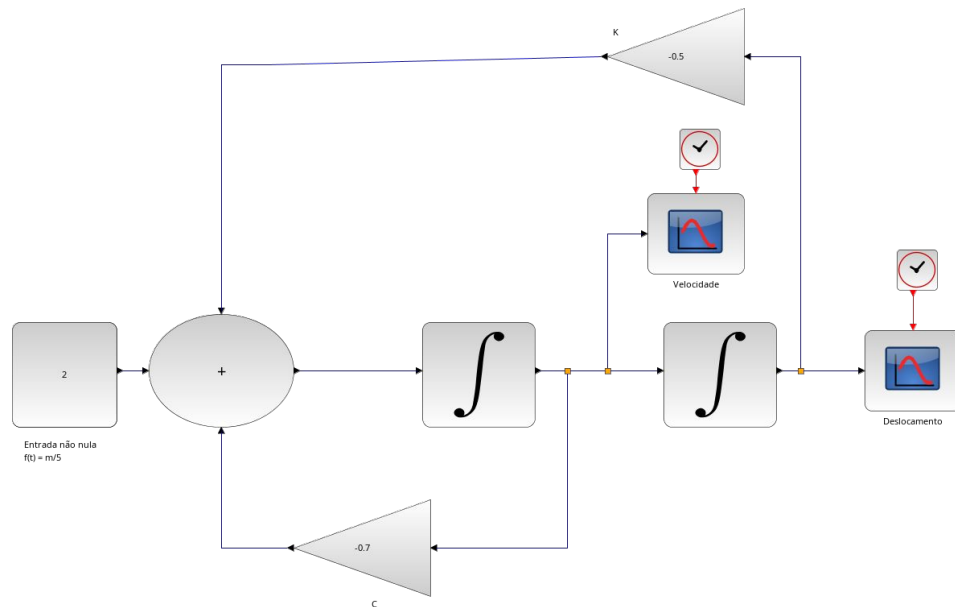 K
-0.5
Velocidade
2
+
Deslocamento
Entrada não nula
f(t) = m/5
-0.7
C